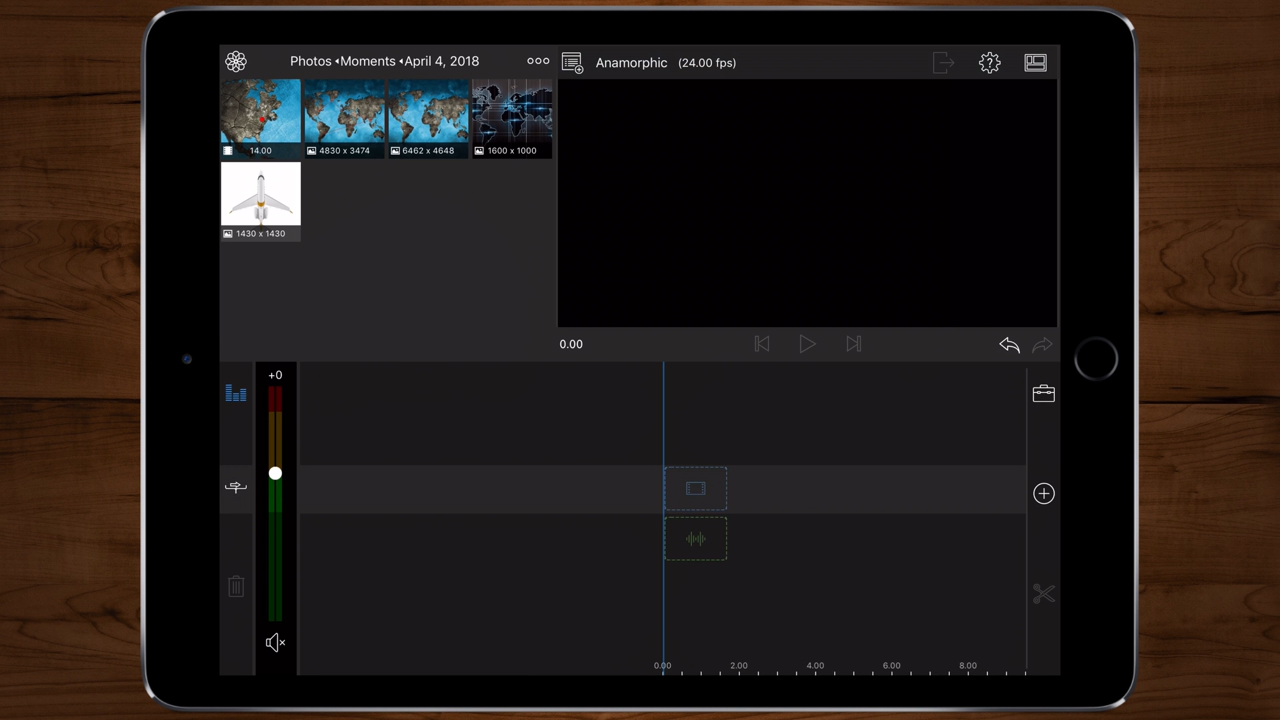 Photos ◂ Moments ◂ April 4, 2018
Anamorphic (24.00 fps)
14.00
4830 x 3474
6462 x 4648
1600 x 1000
1430 x 1430
0.00
+0
0.00 2.00 4.00 6.00 8.00